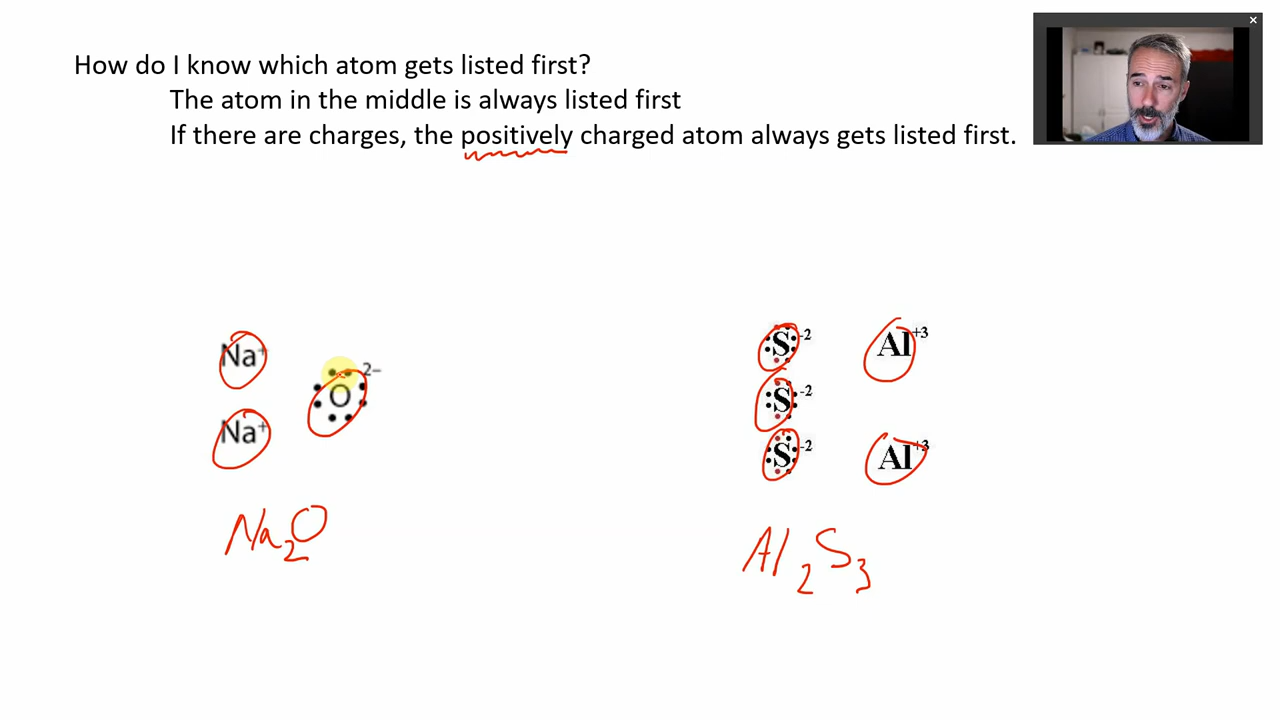 How do I know which atom gets listed first?
The atom in the middle is always listed first
If there are charges, the positively charged atom always gets listed first.
Na+
O 2−
Na+
Na2O
S -2
Al +3
S -2
S -2
Al +3
Al2S3